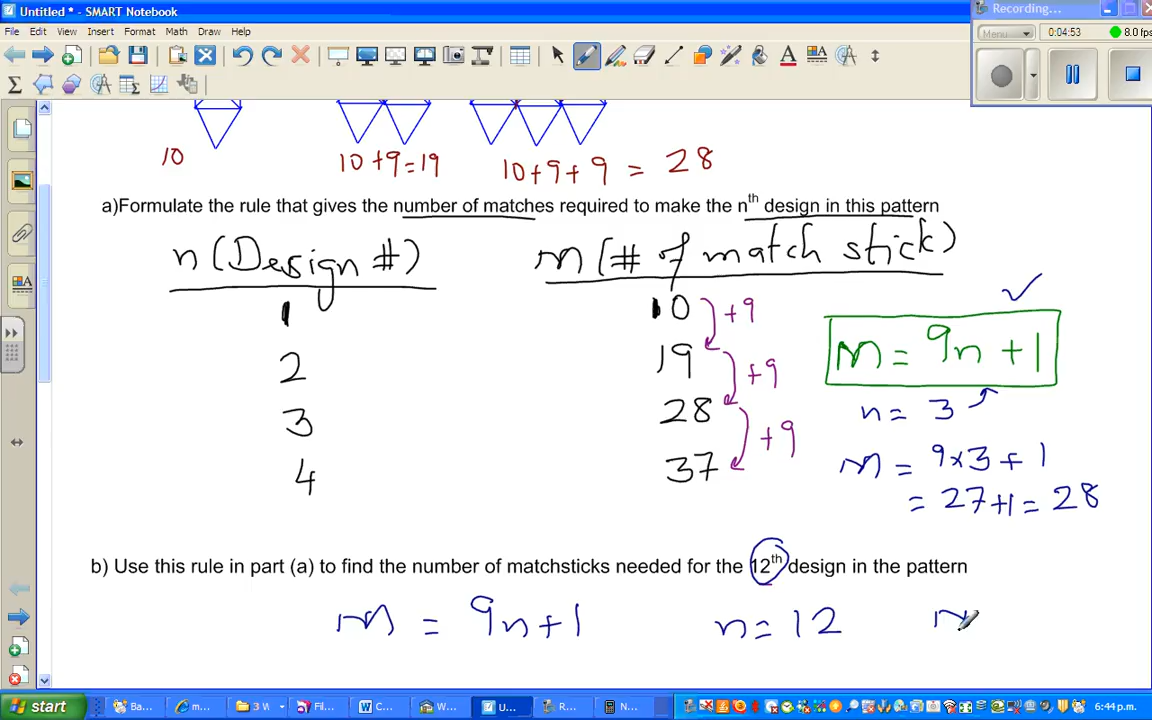 Untitled * - SMART Notebook
Recording...
File Edit View Insert Format Math Draw Help
Menu
0:04:53
8.0 fps
10
10+9=19
10+9+9 = 28
a)Formulate the rule that gives the number of matches required to make the nth design in this pattern
n (Design #)
m (# of match stick)
1
10
+9
2
19
+9
m = 9n +1
3
28
+9
n = 3
4
37
m = 9x3 + 1
= 27+1 = 28
b) Use this rule in part (a) to find the number of matchsticks needed for the 12th design in the pattern
m = 9n+1
n = 12
start
Ba...
m...
3 W
Fil...
C...
W...
U...
R...
N...
6:44 p.m.